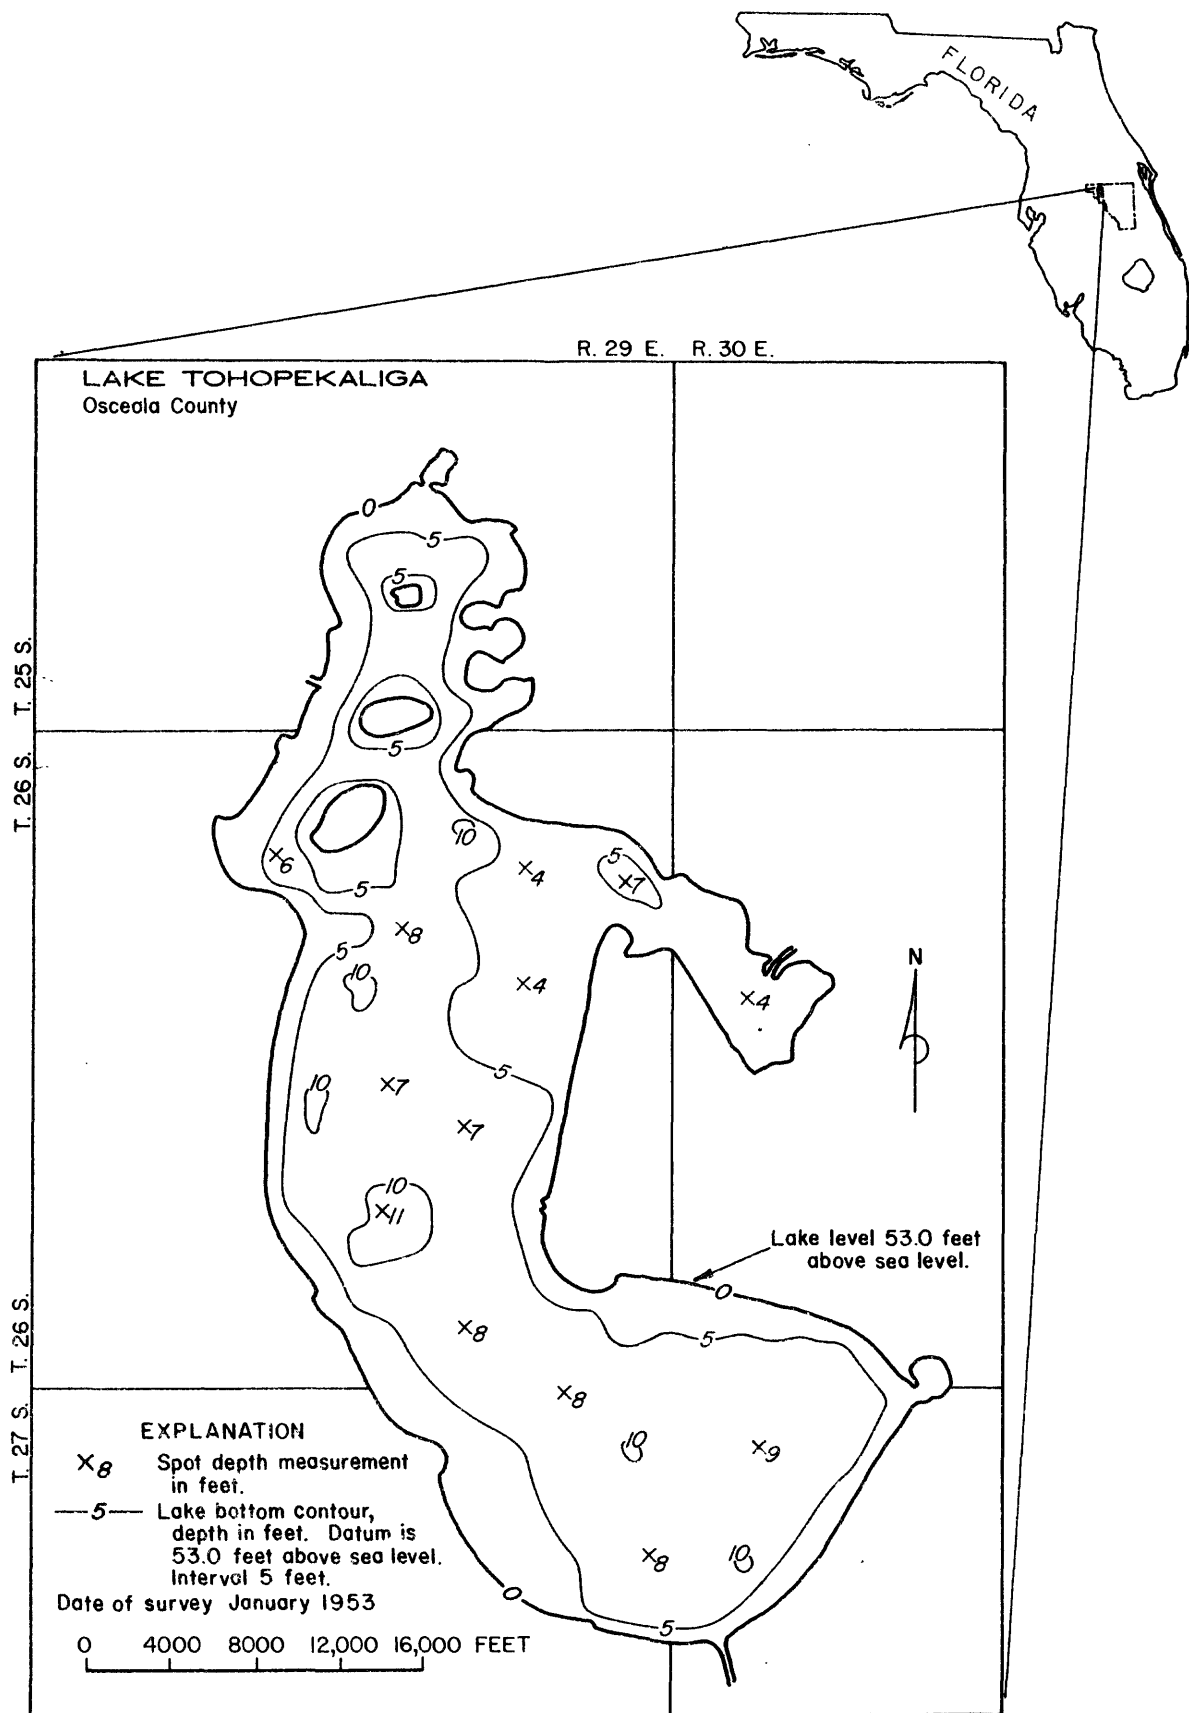 FLORIDA
R. 29 E. R. 30 E.
LAKE TOHOPEKALIGA
Osceola County
0
5
5
T. 25 S.
5
T. 26 S.
10
6
4
5
7
5
8
5
N
10
4
4
5
10
7
7
10
11
Lake level 53.0 feet
above sea level.
0
T. 26 S.
8
5
8
T. 27 S.
EXPLANATION
10
9
8 Spot depth measurement
in feet.
5 Lake bottom contour,
depth in feet. Datum is
53.0 feet above sea level.
Interval 5 feet.
8
10
Date of survey January 1953
0
5
0 4000 8000 12,000 16,000 FEET